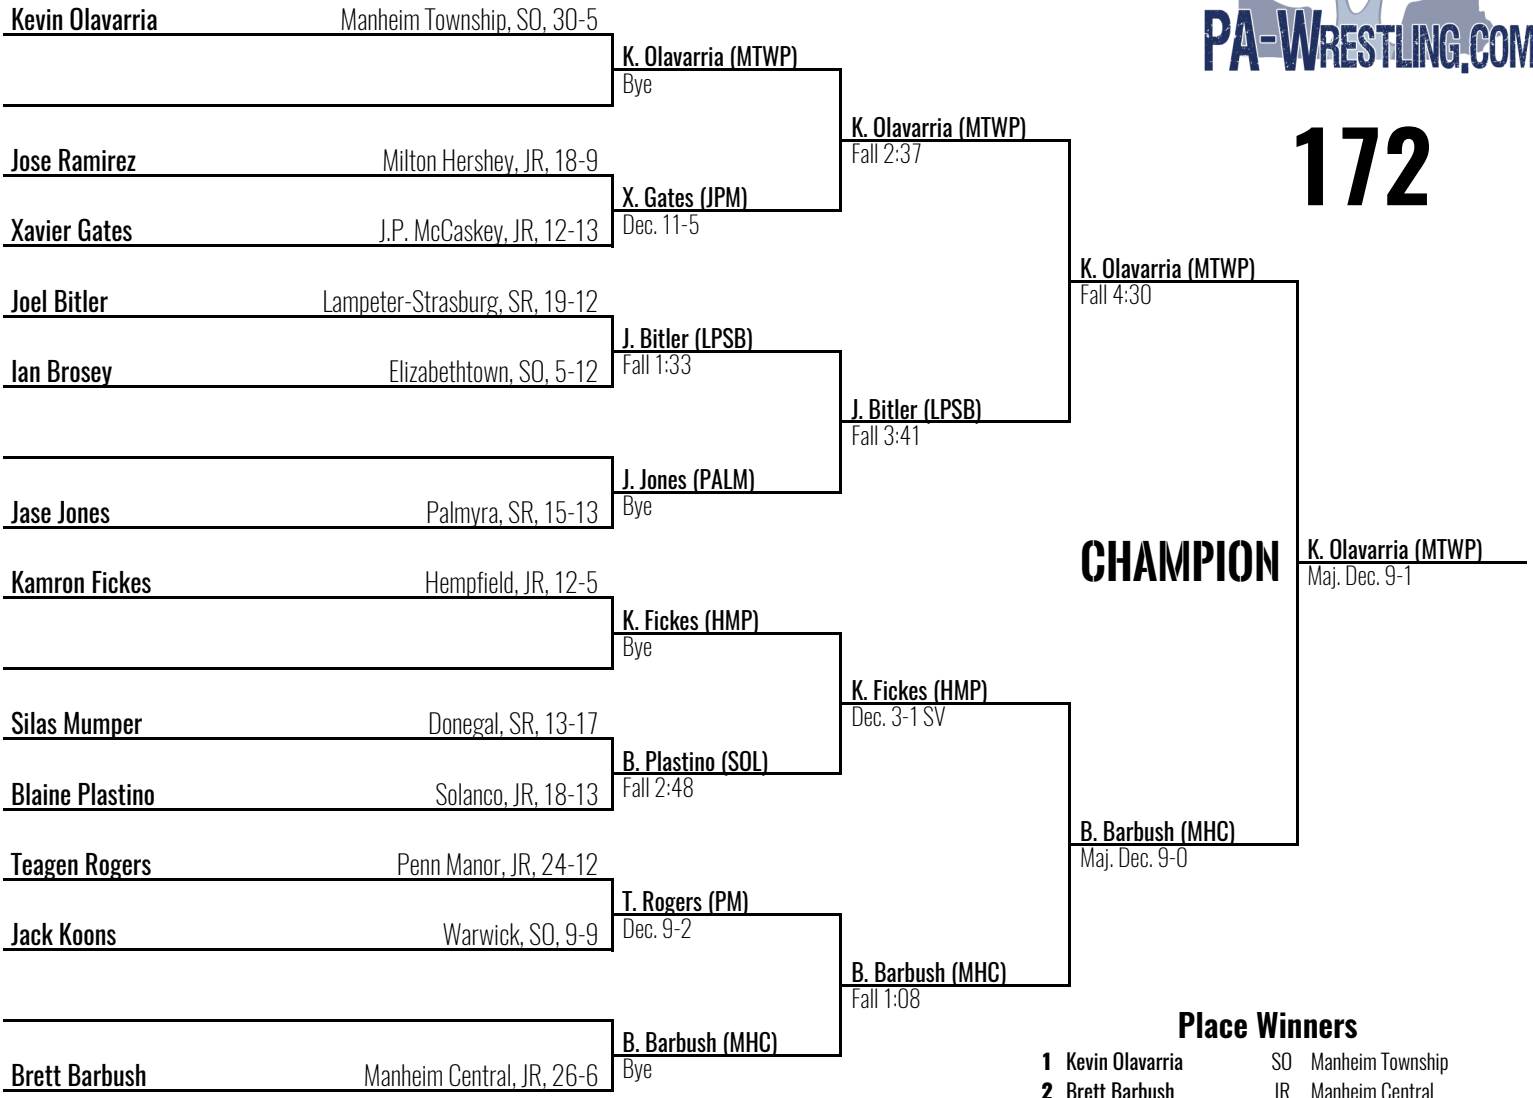 PA-WRESTLING.COM
172
Kevin Olavarria Manheim Township, SO, 30-5
K. Olavarria (MTWP)
Bye
K. Olavarria (MTWP)
Fall 2:37
Jose Ramirez Milton Hershey, JR, 18-9
X. Gates (JPM)
Dec. 11-5
Xavier Gates J.P. McCaskey, JR, 12-13
K. Olavarria (MTWP)
Fall 4:30
Joel Bitler Lampeter-Strasburg, SR, 19-12
J. Bitler (LPSB)
Fall 1:33
Ian Brosey Elizabethtown, SO, 5-12
J. Bitler (LPSB)
Fall 3:41
J. Jones (PALM)
Bye
Jase Jones Palmyra, SR, 15-13
CHAMPION
K. Olavarria (MTWP)
Maj. Dec. 9-1
Kamron Fickes Hempfield, JR, 12-5
K. Fickes (HMP)
Bye
K. Fickes (HMP)
Dec. 3-1 SV
Silas Mumper Donegal, SR, 13-17
B. Plastino (SOL)
Fall 2:48
Blaine Plastino Solanco, JR, 18-13
B. Barbush (MHC)
Maj. Dec. 9-0
Teagen Rogers Penn Manor, JR, 24-12
T. Rogers (PM)
Dec. 9-2
Jack Koons Warwick, SO, 9-9
B. Barbush (MHC)
Fall 1:08
B. Barbush (MHC)
Bye
Brett Barbush Manheim Central, JR, 26-6
Place Winners
1 Kevin Olavarria SO Manheim Township
2 Brett Barbush JR Manheim Central